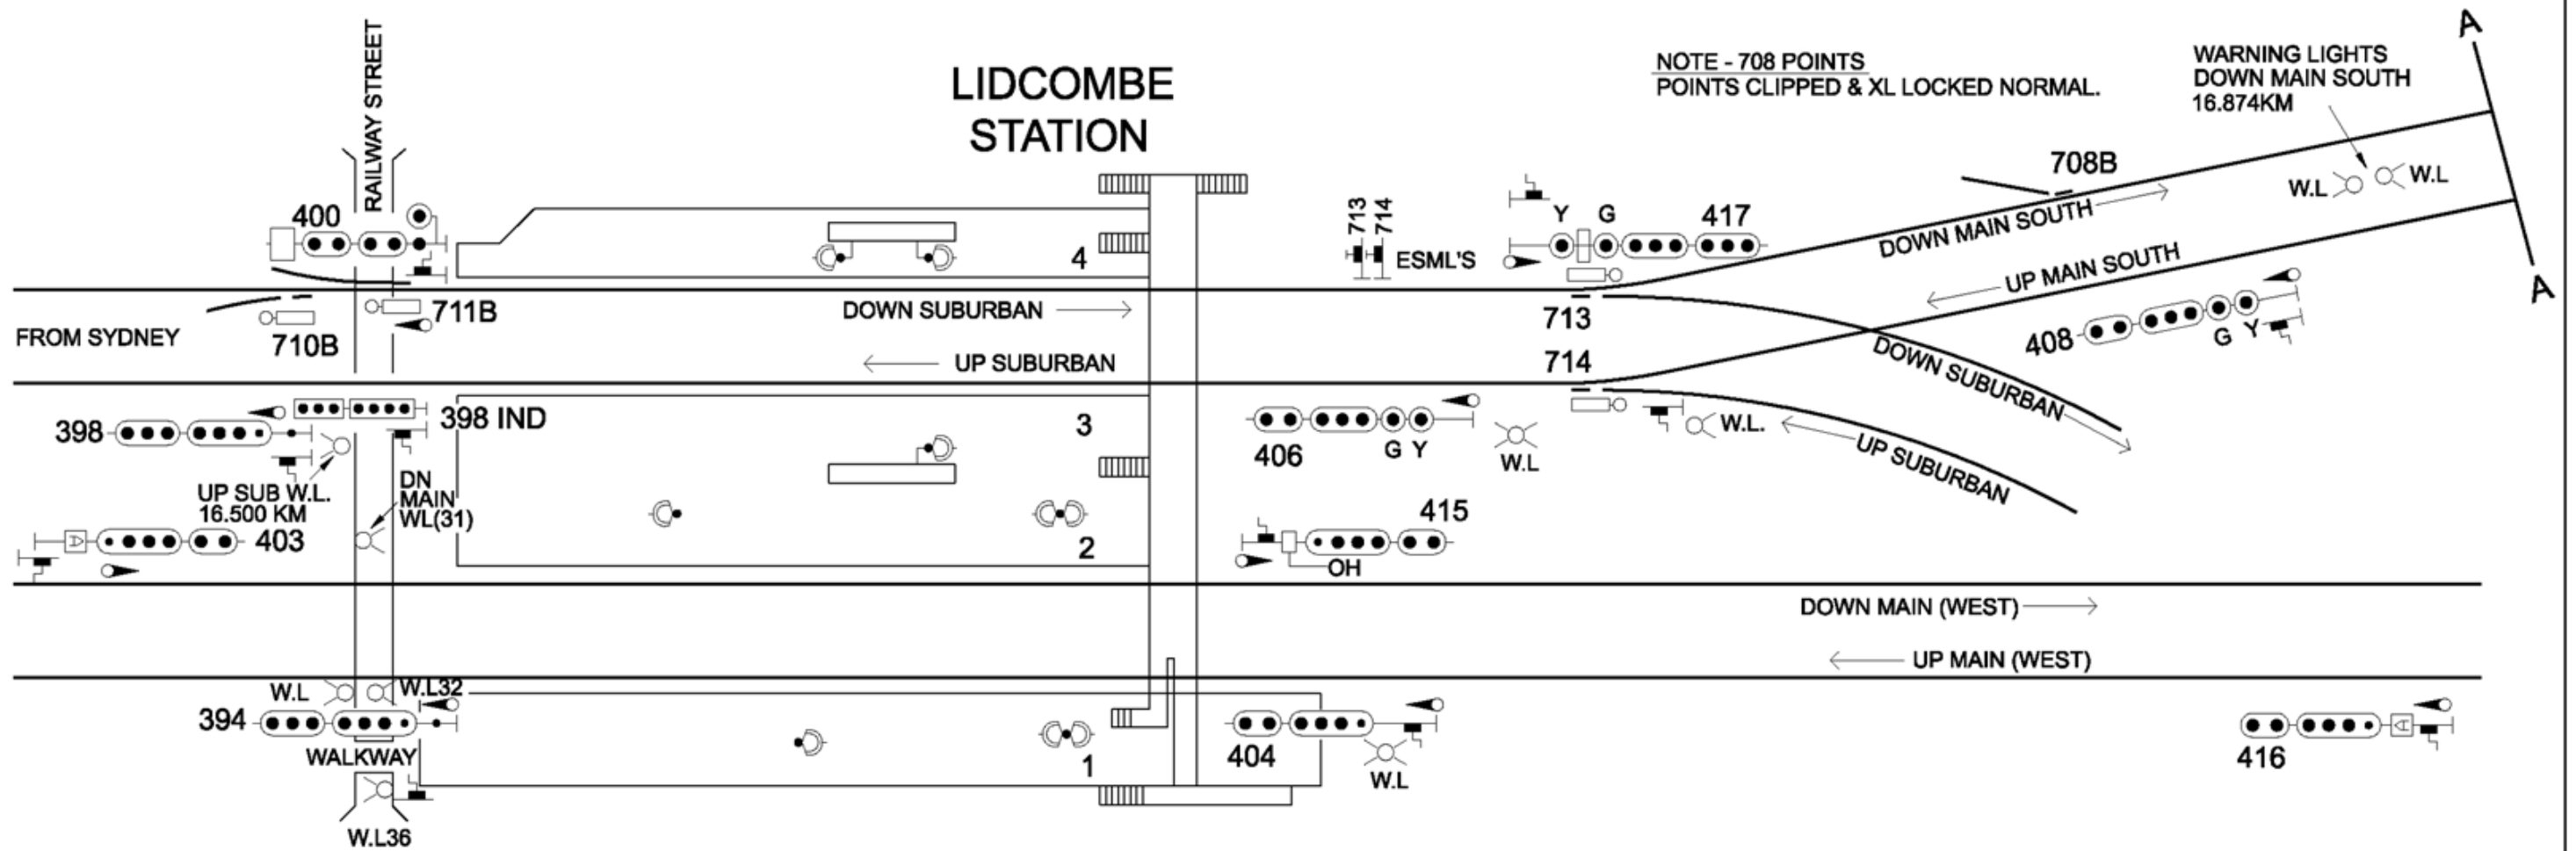 LIDCOMBE
STATION
NOTE - 708 POINTS
POINTS CLIPPED & XL LOCKED NORMAL.
WARNING LIGHTS
DOWN MAIN SOUTH
16.874KM
A
A
RAILWAY STREET
400
4
713
714
ESML'S
Y G
417
708B
W.L
W.L
DOWN MAIN SOUTH
UP MAIN SOUTH
FROM SYDNEY
710B
711B
DOWN SUBURBAN
UP SUBURBAN
713
714
408
G Y
DOWN SUBURBAN
UP SUBURBAN
398
398 IND
3
406
G Y
W.L
W.L.
UP SUB W.L.
16.500 KM
DN
MAIN
WL(31)
403
A
2
415
OH
DOWN MAIN (WEST)
UP MAIN (WEST)
W.L
W.L32
394
WALKWAY
1
404
W.L
416
A
W.L36